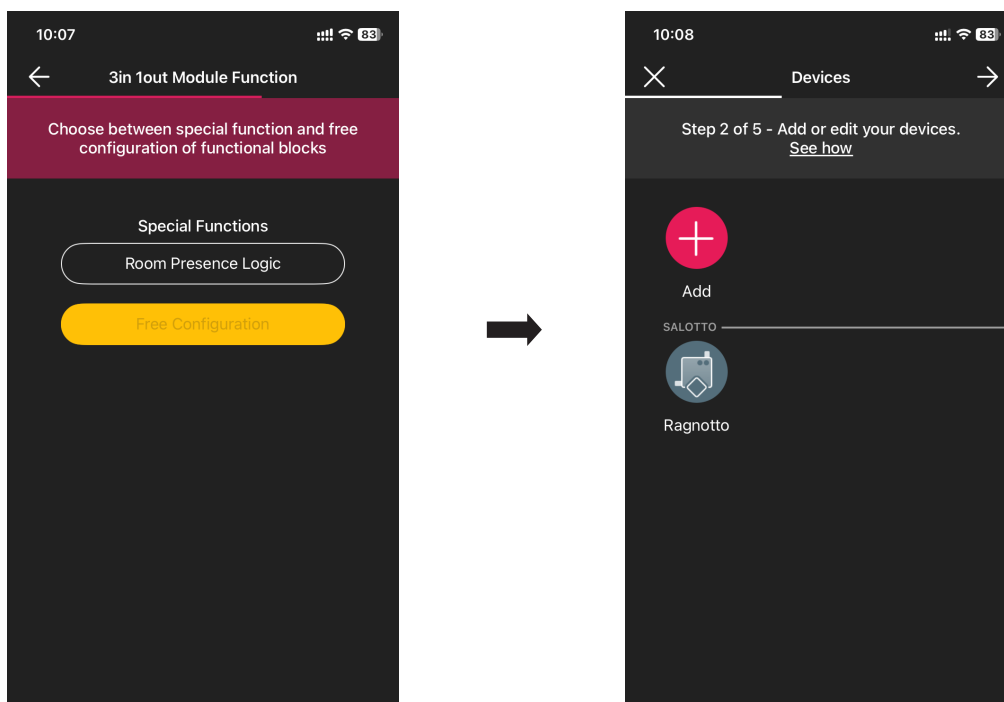 10:07
83
3in 1out Module Function
Choose between special function and free
configuration of functional blocks
Special Functions
Room Presence Logic
Free Configuration
10:08
83
Devices
Step 2 of 5 - Add or edit your devices.
See how
Add
SALOTTO
Ragnotto